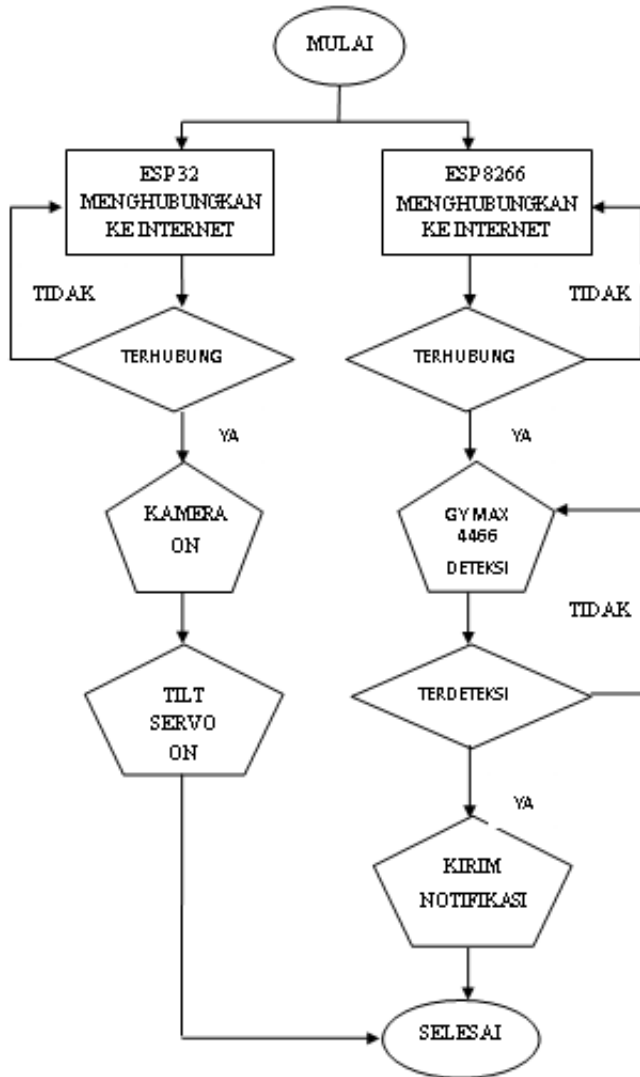 MULAI
ESP32
MENGHUBUNGKAN
KE INTERNET
TIDAK
TERHUBUNG
YA
KAMERA
ON
TILT
SERVO
ON
ESP8266
MENGHUBUNGKAN
KE INTERNET
TIDAK
TERHUBUNG
YA
GY MAX
4466
DETEKSI
TIDAK
TERDETEKSI
YA
KIRIM
NOTIFIKASI
SELESAI